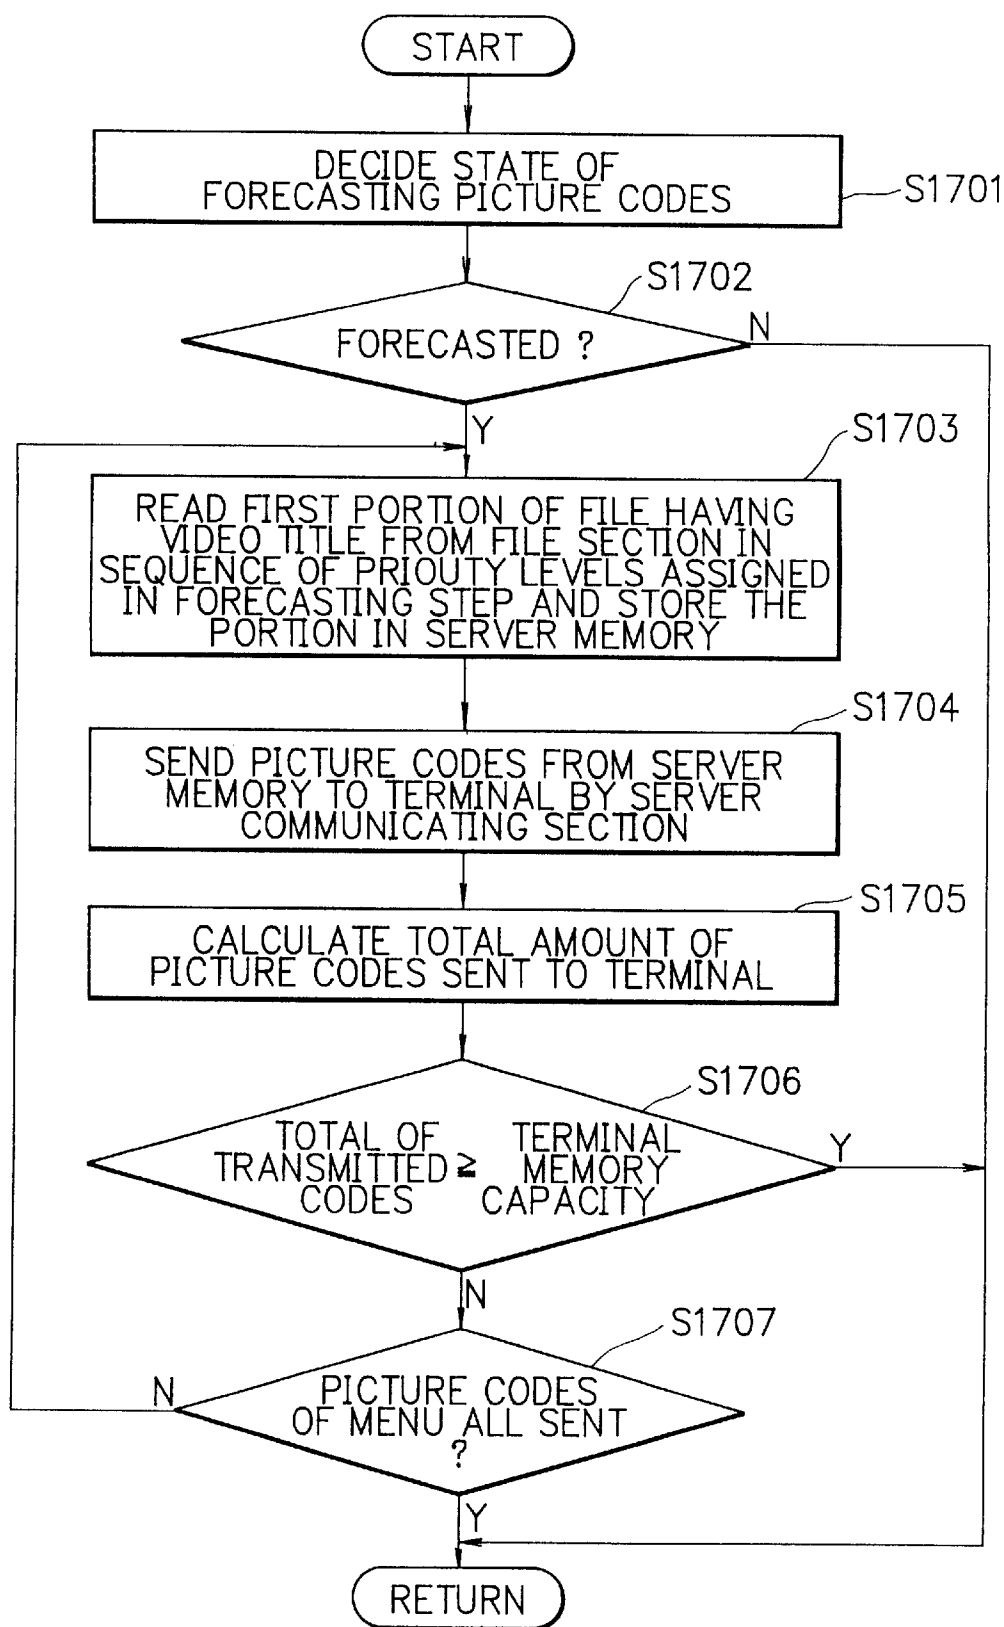 START
DECIDE STATE OF
FORECASTING PICTURE CODES
S1701
S1702
FORECASTED ?
N
Y
S1703
READ FIRST PORTION OF FILE HAVING
VIDEO TITLE FROM FILE SECTION IN
SEQUENCE OF PRIOUTY LEVELS ASSIGNED
IN FORECASTING STEP AND STORE THE
PORTION IN SERVER MEMORY
S1704
SEND PICTURE CODES FROM SERVER
MEMORY TO TERMINAL BY SERVER
COMMUNICATING SECTION
S1705
CALCULATE TOTAL AMOUNT OF
PICTURE CODES SENT TO TERMINAL
S1706
TOTAL OF TERMINAL
TRANSMITTED ≧ MEMORY
CODES CAPACITY
Y
N
S1707
N
PICTURE CODES
OF MENU ALL SENT
?
Y
RETURN